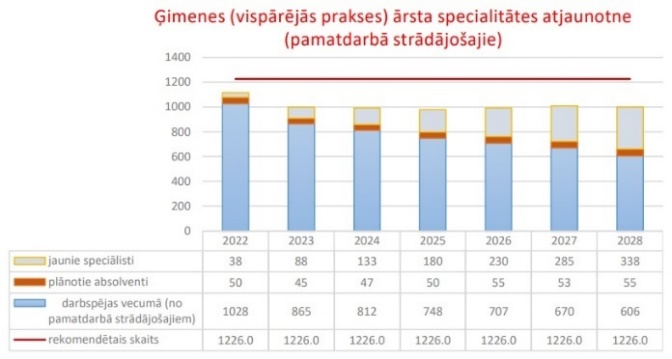 Ģimenes (vispārējās prakses) ārsta specialitātes atjaunotne
(pamatdarbā strādājošajie)
1400
1200
1000
800
600
400
200
0
2022 2023 2024 2025 2026 2027 2028
jaunie speciālisti 38 88 133 180 230 285 338
plānotie absolventi 50 45 47 50 55 53 55
darbspējas vecumā (no
pamatdarbā strādājošajiem) 1028 865 812 748 707 670 606
rekomendētais skaits 1226.0 1226.0 1226.0 1226.0 1226.0 1226.0 1226.0